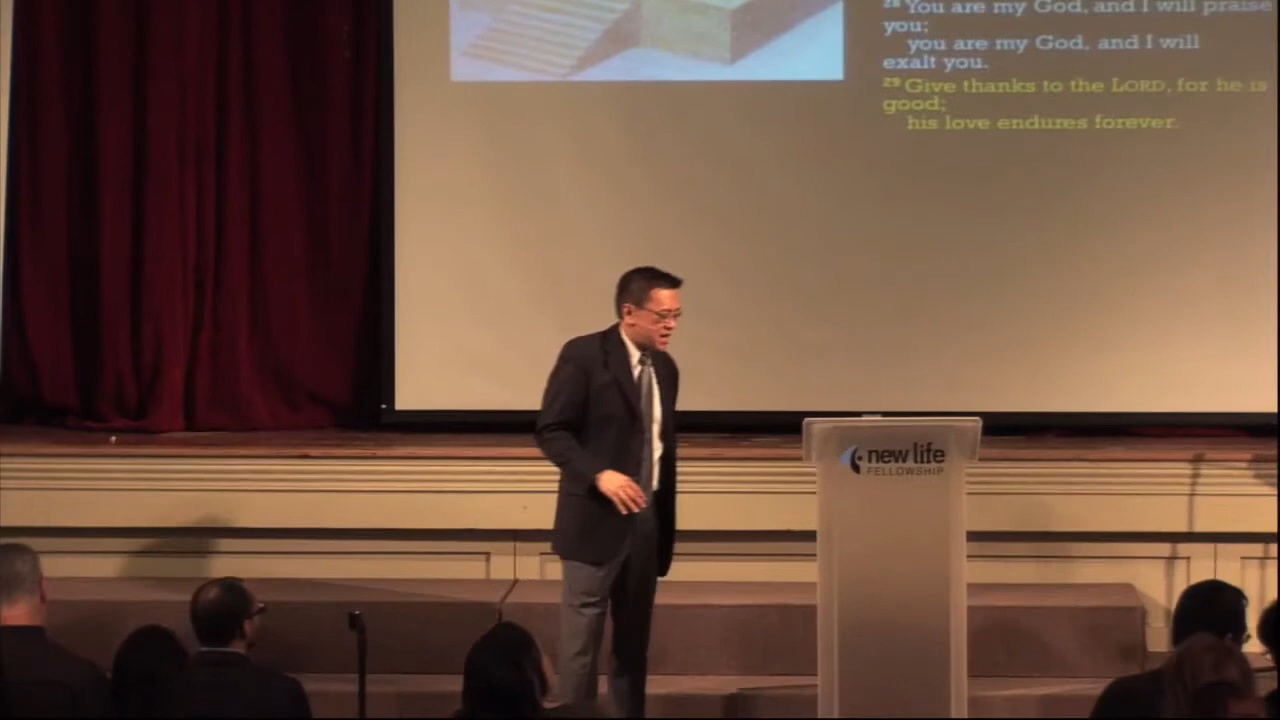 28 You are my God, and I will praise
you;
you are my God, and I will
exalt you.
29 Give thanks to the LORD, for he is
good;
his love endures forever.
new life
FELLOWSHIP